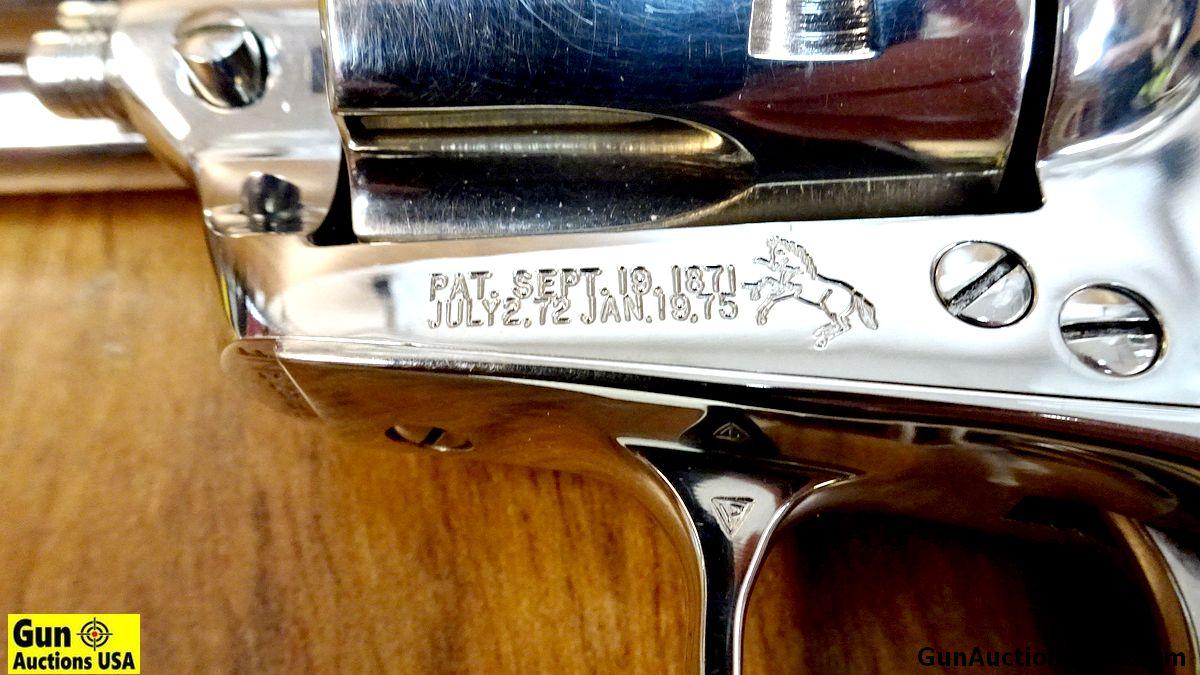 PAT. SEPT. 19. 1871
JULY 2. 72 JAN. 19. 75
P
Gun
Auctions USA